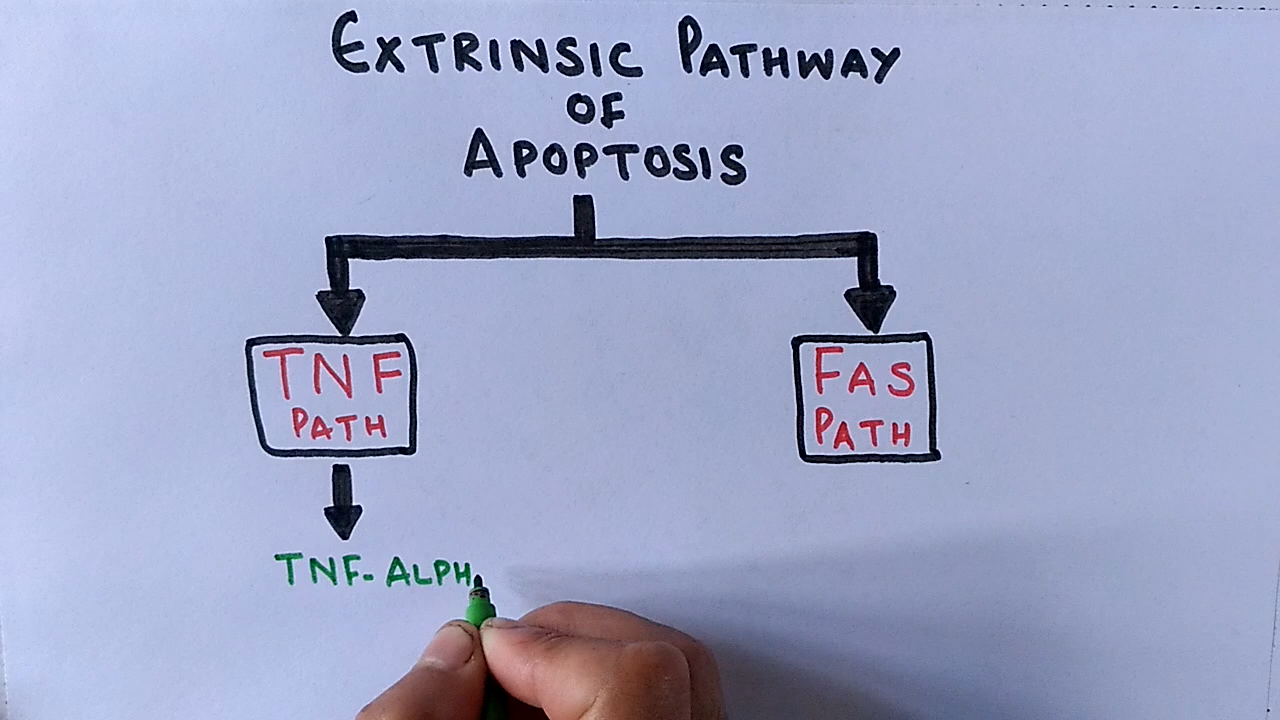 EXTRINSIC PATHWAY
OF
APOPTOSIS
TNF
PATH
FAS
PATH
TNF-ALPH